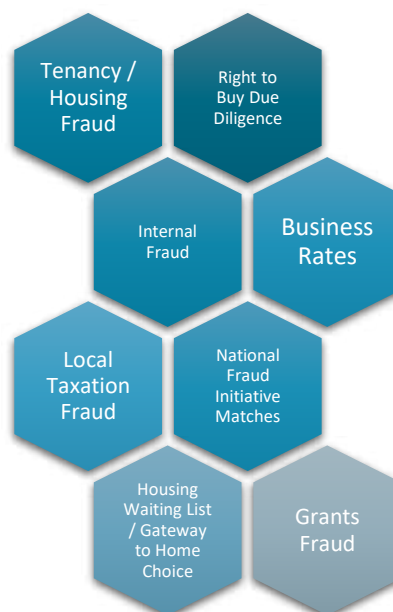 Tenancy /
Housing
Fraud
Right to
Buy Due
Diligence
Internal
Fraud
Business
Rates
Local
Taxation
Fraud
National
Fraud
Initiative
Matches
Housing
Waiting List
/ Gateway
to Home
Choice
Grants
Fraud